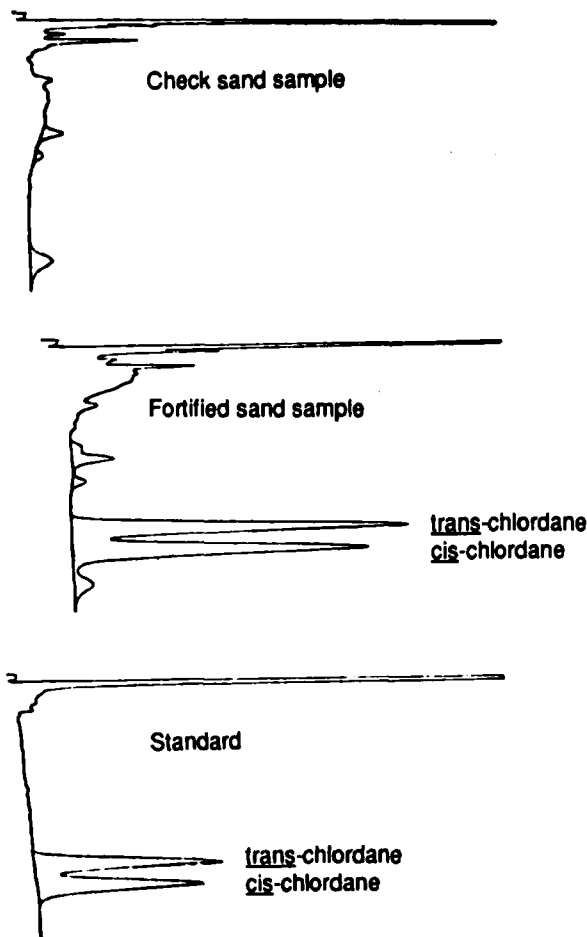 Check sand sample
Fortified sand sample
trans-chlordane
cis-chlordane
Standard
trans-chlordane
cis-chlordane